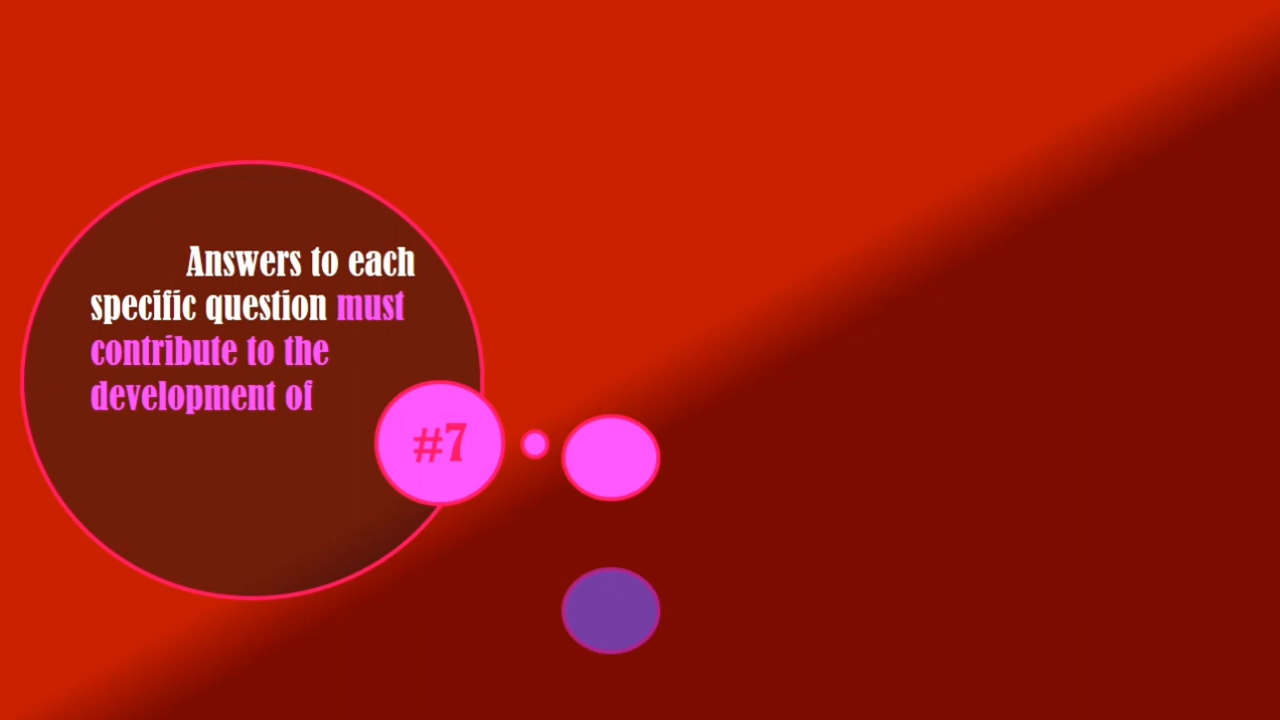 Answers to each
specific question must
contribute to the
development of
#7